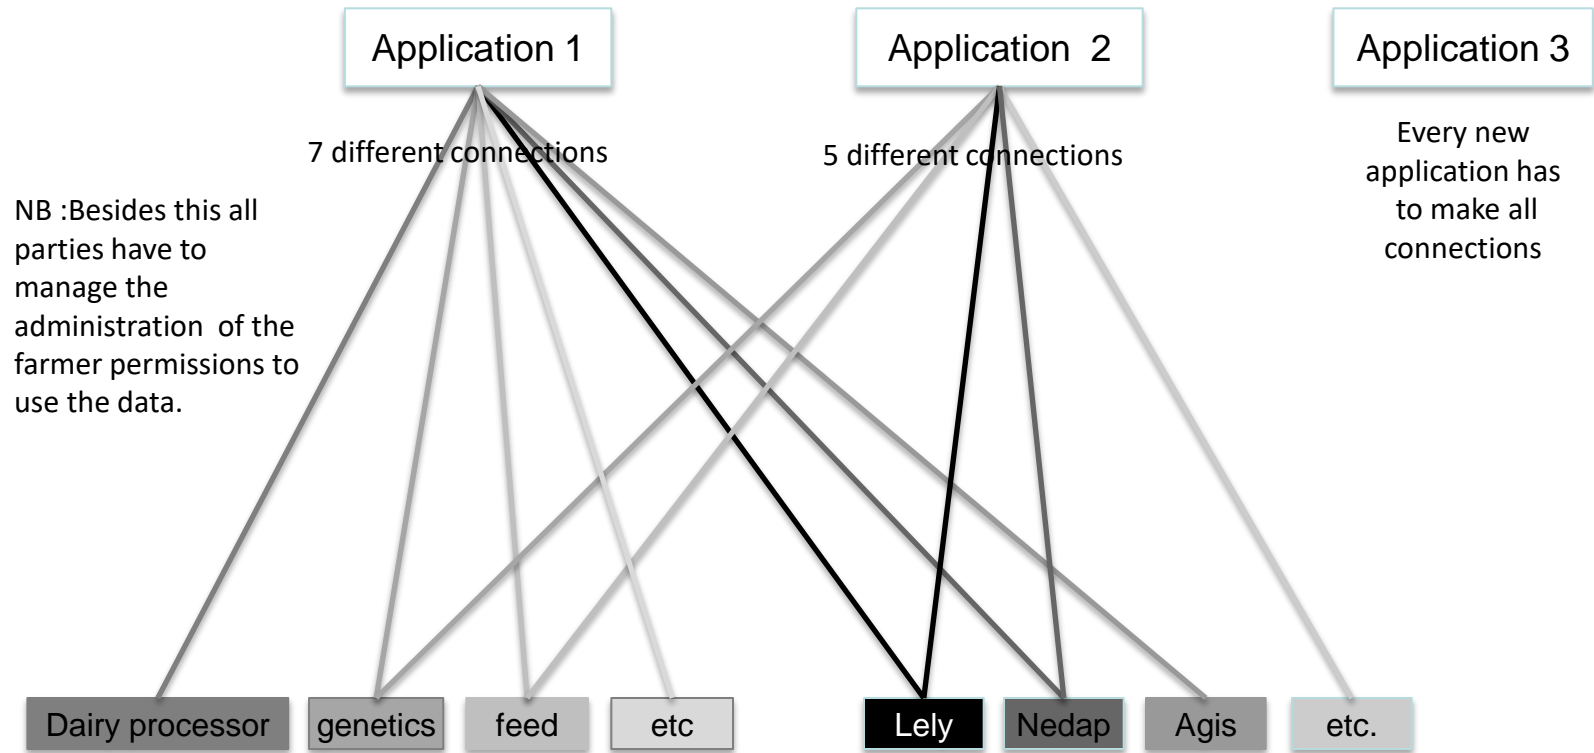 Application 1
Application 2
Application 3
7 different connections
5 different connections
Every new
application has
to make all
connections
NB :Besides this all
parties have to
manage the
administration of the
farmer permissions to
use the data.
Dairy processor
genetics
feed
etc
Lely
Nedap
Agis
etc.